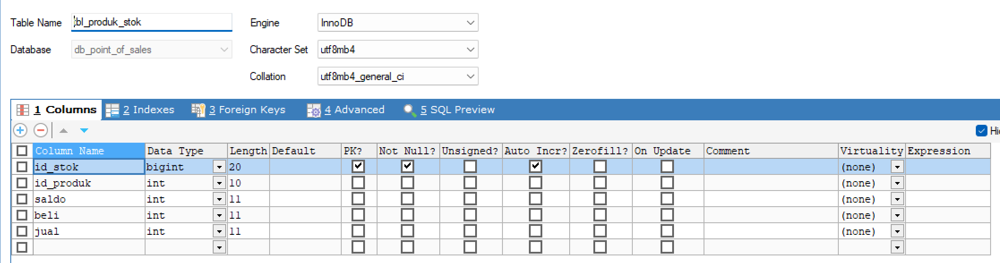 Table Name tbl_produk_stok Engine InnoDB
Database db_point_of_sales Character Set utf8mb4
Collation utf8mb4_general_ci
1 Columns 2 Indexes 3 Foreign Keys 4 Advanced 5 SQL Preview
Column Name Data Type Length Default PK? Not Null? Unsigned? Auto Incr? Zerofill? On Update Comment Virtuality Expression
id_stok bigint 20 (none)
id_produk int 10 (none)
saldo int 11 (none)
beli int 11 (none)
jual int 11 (none)